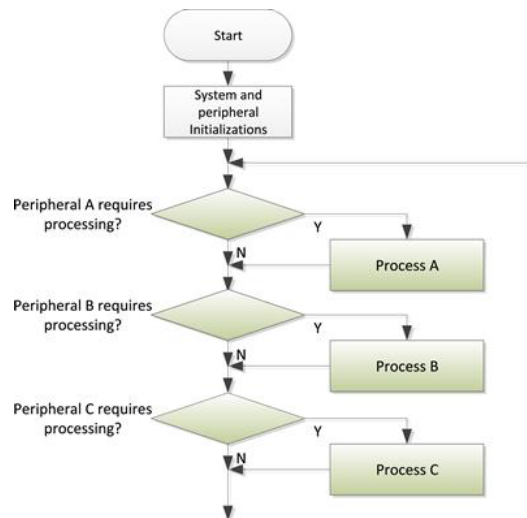 Start
System and
peripheral
Initializations
Peripheral A requires
processing?
Y
N
Process A
Peripheral B requires
processing?
Y
N
Process B
Peripheral C requires
processing?
Y
N
Process C